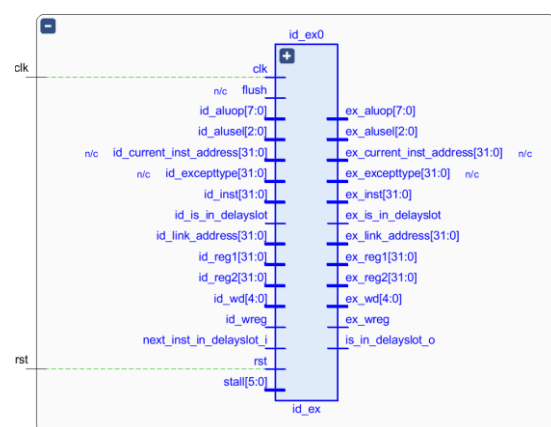 id_ex0
clk clk
n/c flush
id_aluop[7:0] ex_aluop[7:0]
id_alusel[2:0] ex_alusel[2:0]
n/c id_current_inst_address[31:0] ex_current_inst_address[31:0] n/c
n/c id_excepttype[31:0] ex_excepttype[31:0] n/c
id_inst[31:0] ex_inst[31:0]
id_is_in_delayslot ex_is_in_delayslot
id_link_address[31:0] ex_link_address[31:0]
id_reg1[31:0] ex_reg1[31:0]
id_reg2[31:0] ex_reg2[31:0]
id_wd[4:0] ex_wd[4:0]
id_wreg ex_wreg
next_inst_in_delayslot_i is_in_delayslot_o
rst rst
stall[5:0]
id_ex